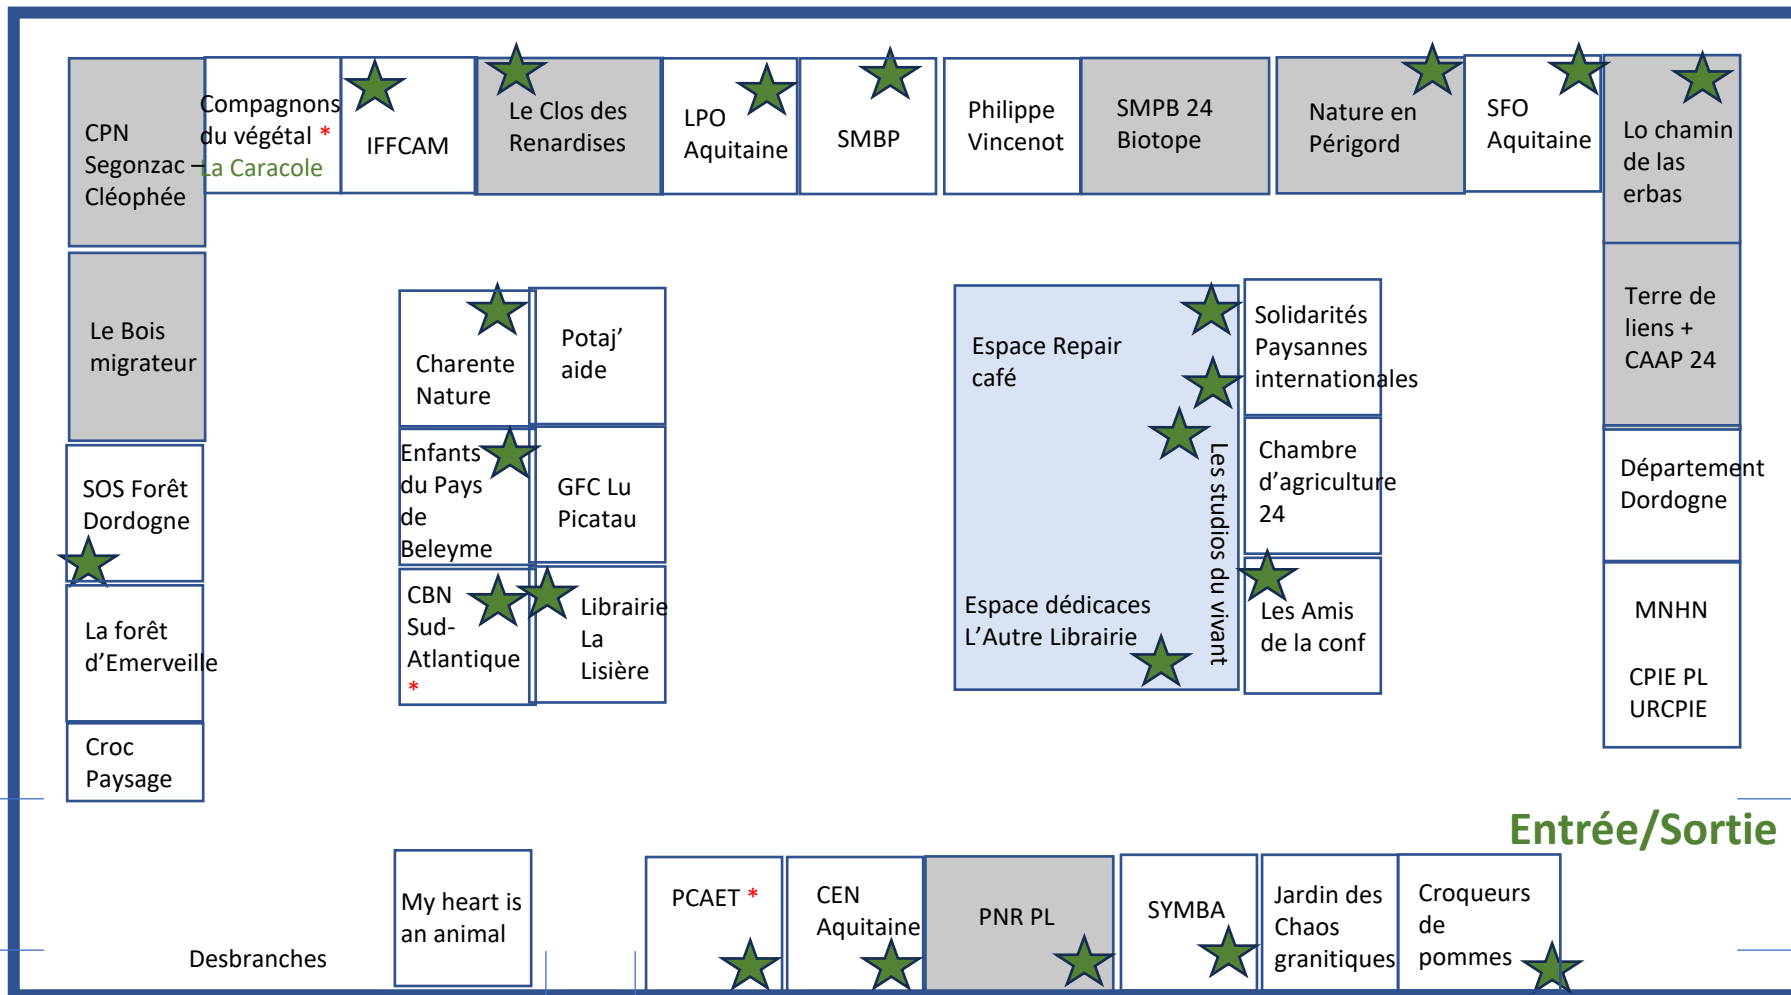 CPN
Segonzac –
Cléophée
Compagnons
du végétal *
La Caracole
IFFCAM
Le Clos des
Renardises
LPO
Aquitaine
SMBP
Philippe
Vincenot
SMPB 24
Biotope
Nature en
Périgord
SFO
Aquitaine
Lo chamin
de las
erbas
Le Bois
migrateur
Charente
Nature
Potaj’
aide
Espace Repair
café
Solidarités
Paysannes
internationales
Terre de
liens +
CAAP 24
SOS Forêt
Dordogne
Enfants
du Pays
de
Beleyme
GFC Lu
Picatau
Les studios du vivant
Chambre
d’agriculture
24
Département
Dordogne
La forêt
d’Emerveille
CBN
Sud-
Atlantique
*
Librairie
La
Lisière
Espace dédicaces
L’Autre Librairie
Les Amis
de la conf
MNHN
CPIE PL
URCPIE
Croc
Paysage
Entrée/Sortie
Desbranches
My heart is
an animal
PCAET *
CEN
Aquitaine
PNR PL
SYMBA
Jardin des
Chaos
granitiques
Croqueurs
de
pommes